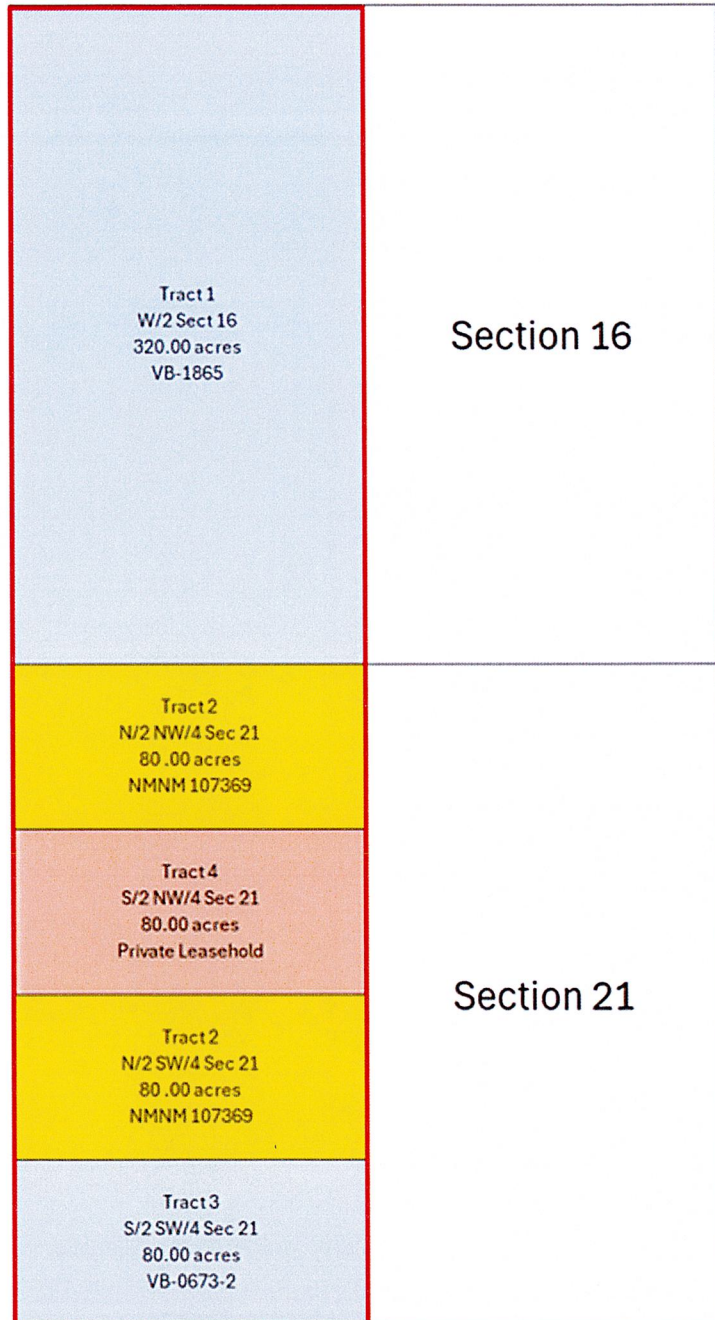 Tract 1
W/2 Sect 16
320.00 acres
VB-1865
Section 16
Tract 2
N/2 NW/4 Sec 21
80 .00 acres
NMNM 107369
Tract 4
S/2 NW/4 Sec 21
80.00 acres
Private Leasehold
Section 21
Tract 2
N/2 SW/4 Sec 21
80 .00 acres
NMNM 107369
Tract 3
S/2 SW/4 Sec 21
80.00 acres
VB-0673-2